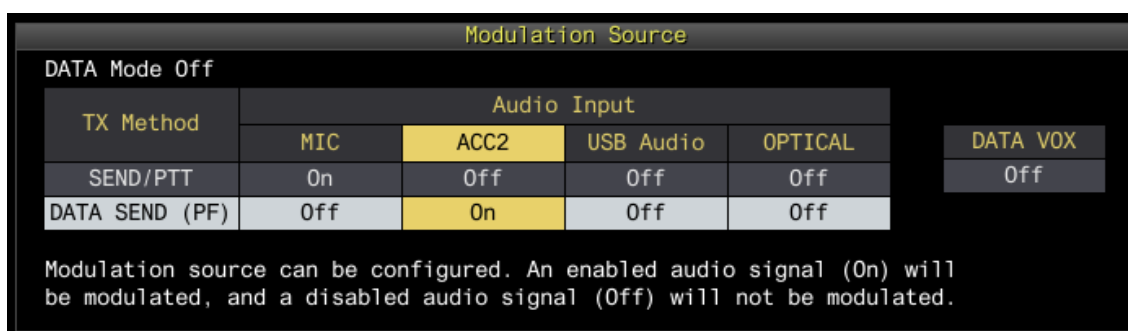 Modulation Source
DATA Mode Off
TX Method Audio Input
MIC ACC2 USB Audio OPTICAL DATA VOX
SEND/PTT On Off Off Off Off
DATA SEND (PF) Off On Off Off
Modulation source can be configured. An enabled audio signal (On) will
be modulated, and a disabled audio signal (Off) will not be modulated.